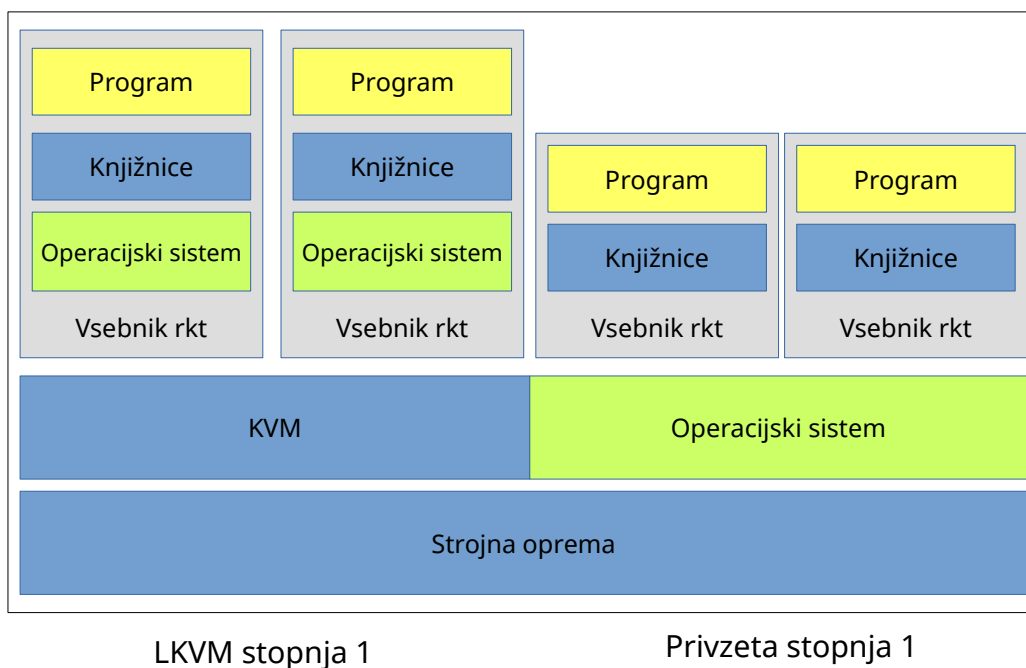 Program
Knjižnice
Operacijski sistem
Vsebnik rkt
Program
Knjižnice
Operacijski sistem
Vsebnik rkt
Program
Knjižnice
Vsebnik rkt
Program
Knjižnice
Vsebnik rkt
KVM
Operacijski sistem
Strojna oprema
LKVM stopnja 1
Privzeta stopnja 1